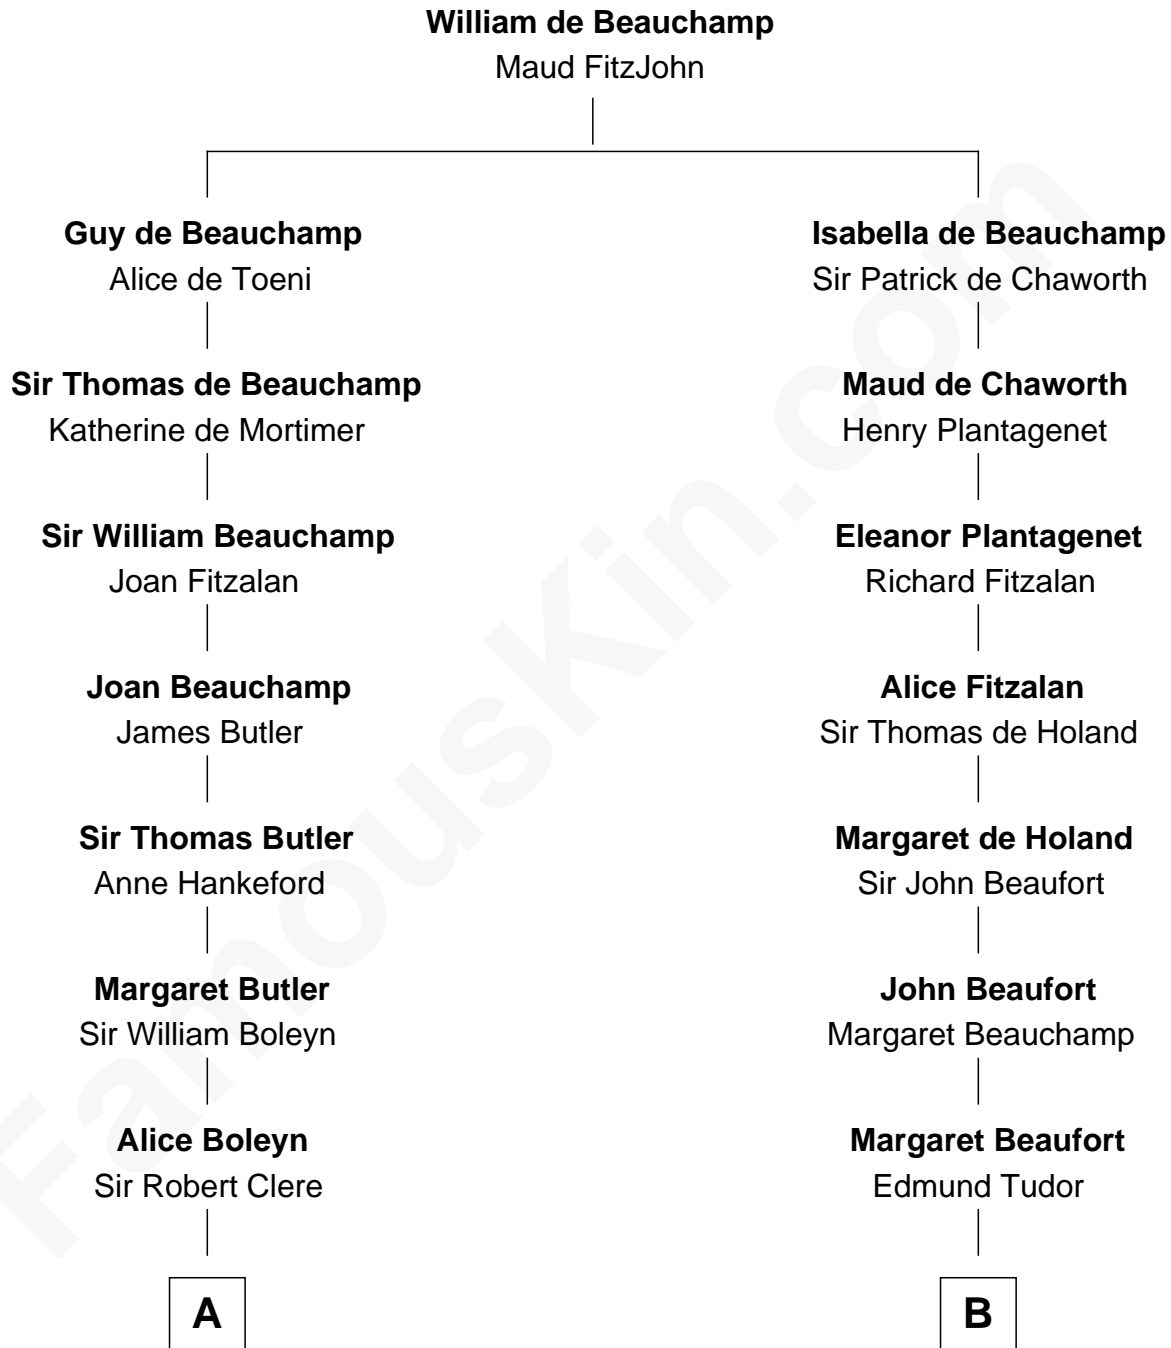 William de Beauchamp
Maud FitzJohn
Guy de Beauchamp
Alice de Toeni
Isabella de Beauchamp
Sir Patrick de Chaworth
Sir Thomas de Beauchamp
Katherine de Mortimer
Maud de Chaworth
Henry Plantagenet
Sir William Beauchamp
Joan Fitzalan
Eleanor Plantagenet
Richard Fitzalan
Joan Beauchamp
James Butler
Alice Fitzalan
Sir Thomas de Holand
Sir Thomas Butler
Anne Hankeford
Margaret de Holand
Sir John Beaufort
Margaret Butler
Sir William Boleyn
John Beaufort
Margaret Beauchamp
Alice Boleyn
Sir Robert Clere
Margaret Beaufort
Edmund Tudor
A
B
FamousKin.com